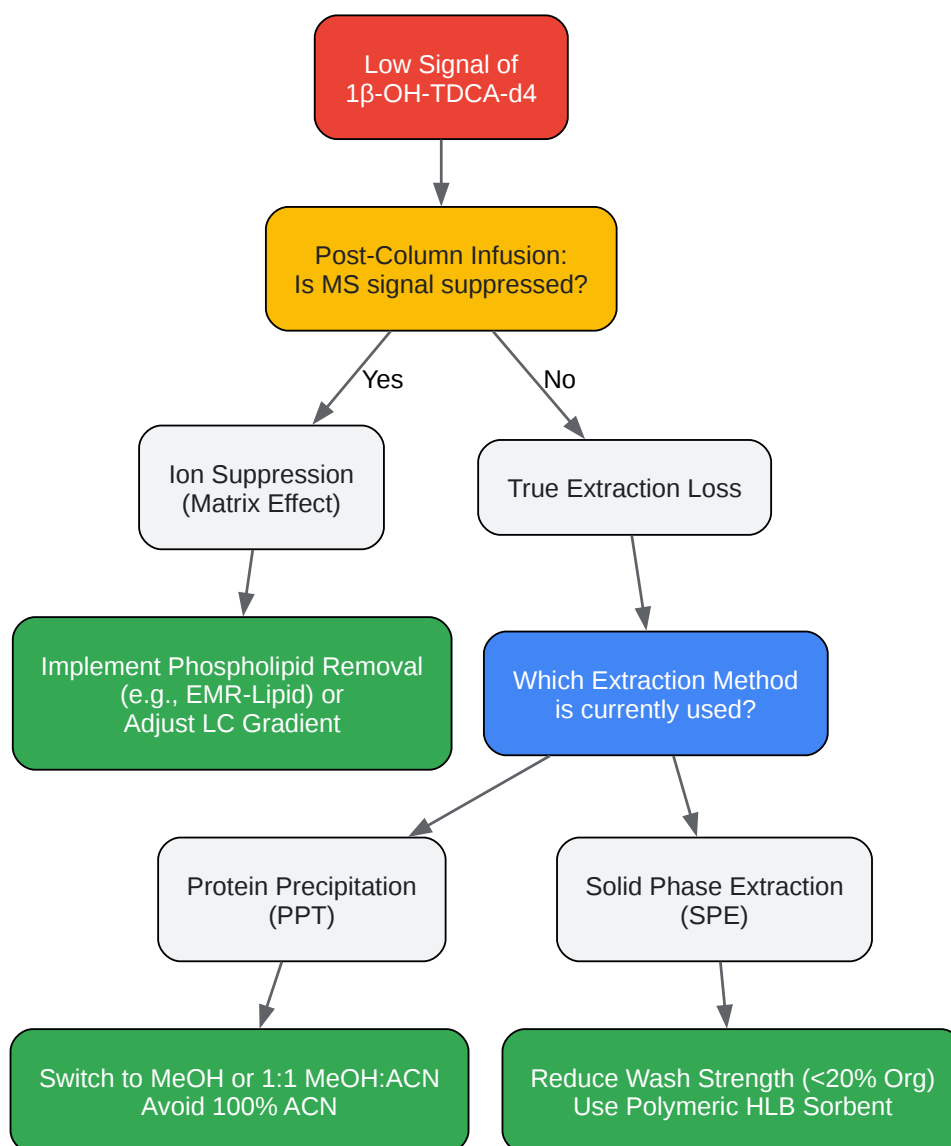 Low Signal of
1β-OH-TDCA-d4
Post-Column Infusion:
Is MS signal suppressed?
Yes
No
Ion Suppression
(Matrix Effect)
True Extraction Loss
Implement Phospholipid Removal
(e.g., EMR-Lipid) or
Adjust LC Gradient
Which Extraction Method
is currently used?
Protein Precipitation
(PPT)
Solid Phase Extraction
(SPE)
Switch to MeOH or 1:1 MeOH:ACN
Avoid 100% ACN
Reduce Wash Strength (<20% Org)
Use Polymeric HLB Sorbent